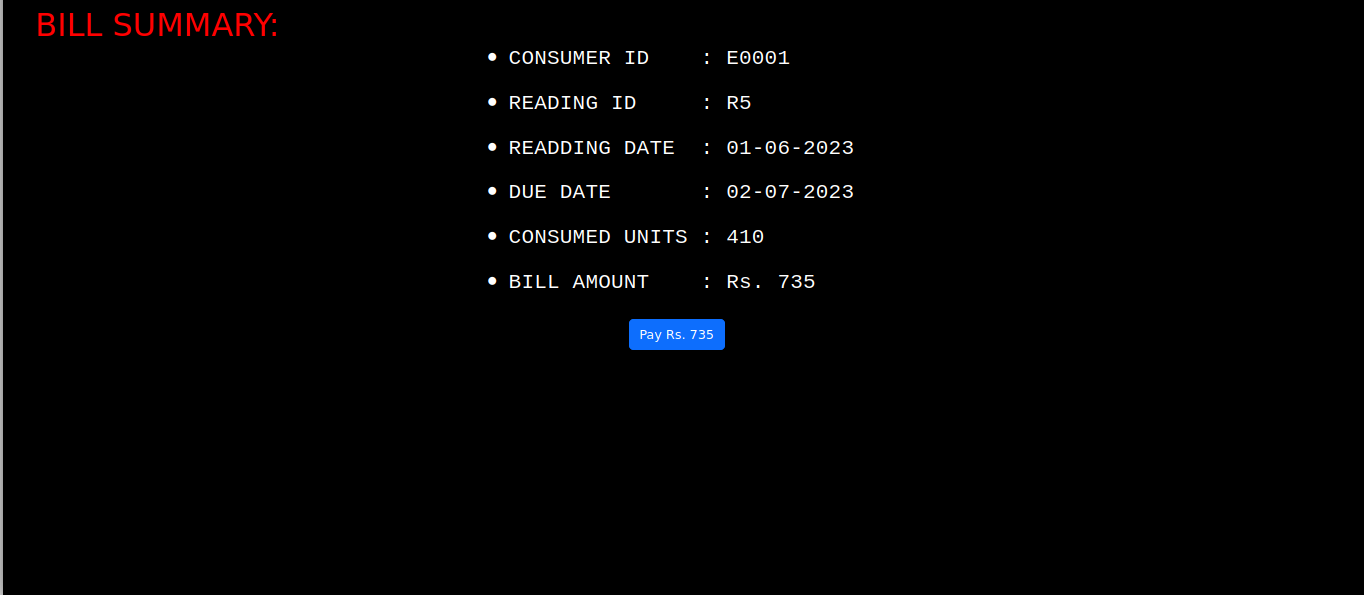 BILL SUMMARY:
• CONSUMER ID    : E0001
• READING ID     : R5
• READDING DATE  : 01-06-2023
• DUE DATE       : 02-07-2023
• CONSUMED UNITS : 410
• BILL AMOUNT    : Rs. 735
Pay Rs. 735